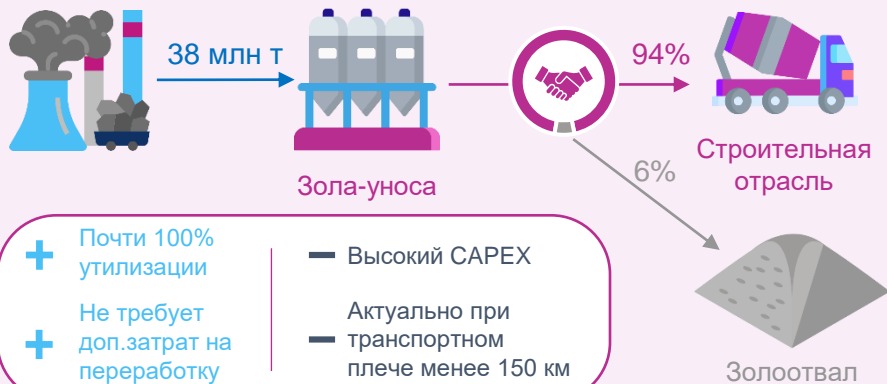 38 млн т
94%
Зола-уноса
6%
Строительная
отрасль
+ Почти 100%
утилизации
+ Не требует
доп.затрат на
переработку
— Высокий CAPEX
— Актуально при
транспортном
плече менее 150 км
Золоотвал